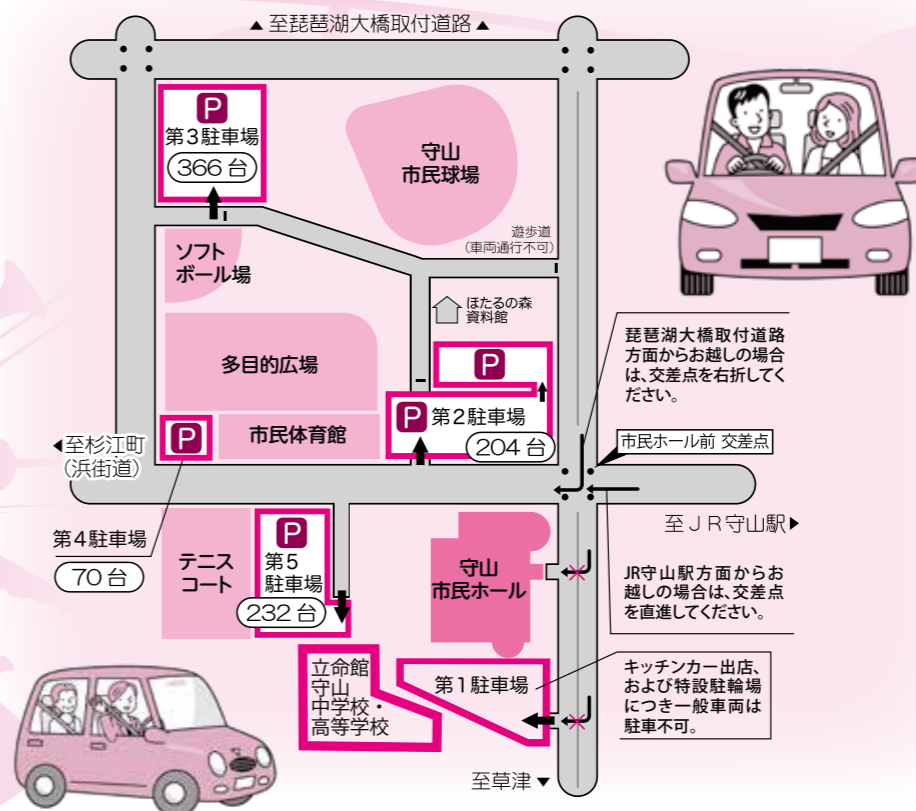 ▲ 至琵琶湖大橋取付道路 ▲
P
第3駐車場
366 台
守山
市民球場
遊歩道
(車両通行不可)
ソフト
ボール場
ほたるの森
資料館
多目的広場
P
P 第2駐車場
204 台
P
市民体育館
琵琶湖大橋取付道路
方面からお越しの場合
は、交差点を右折してく
ださい。
市民ホール前 交差点
◀至杉江町
(浜街道)
至JR守山駅▶
第4駐車場
70 台
テニス
コート
P
第5
駐車場
232 台
守山
市民ホール
JR守山駅方面からお
越しの場合は、交差点
を直進してください。
立命館
守山
中学校・
高等学校
第1駐車場
キッチンカー出店、
および特設駐輪場
につき一般車両は
駐車不可。
至草津▼